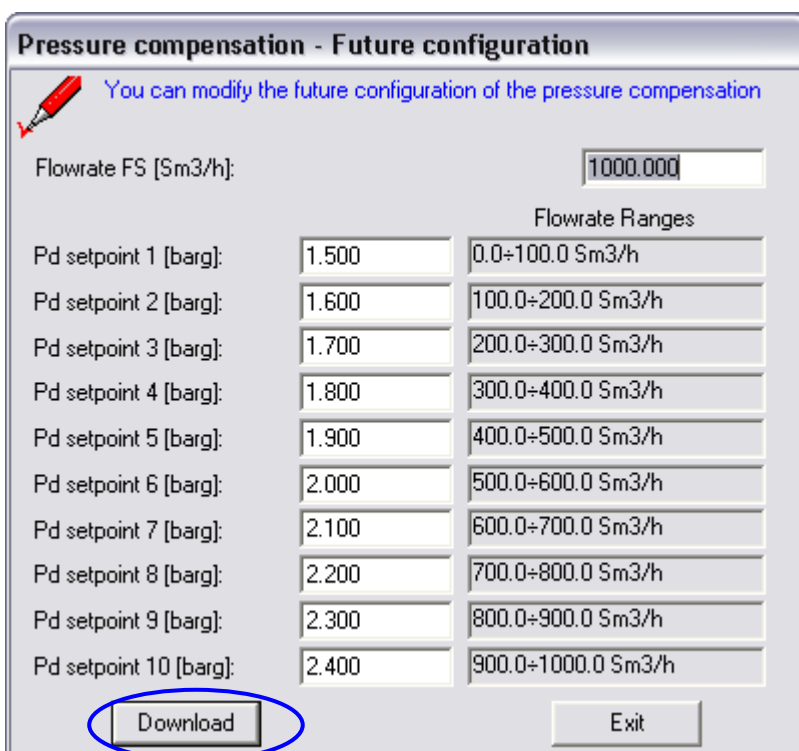 Pressure compensation - Future configuration
You can modify the future configuration of the pressure compensation
Flowrate FS [Sm3/h]: 1000.000
Flowrate Ranges
Pd setpoint 1 [barg]: 1.500 0.0÷100.0 Sm3/h
Pd setpoint 2 [barg]: 1.600 100.0÷200.0 Sm3/h
Pd setpoint 3 [barg]: 1.700 200.0÷300.0 Sm3/h
Pd setpoint 4 [barg]: 1.800 300.0÷400.0 Sm3/h
Pd setpoint 5 [barg]: 1.900 400.0÷500.0 Sm3/h
Pd setpoint 6 [barg]: 2.000 500.0÷600.0 Sm3/h
Pd setpoint 7 [barg]: 2.100 600.0÷700.0 Sm3/h
Pd setpoint 8 [barg]: 2.200 700.0÷800.0 Sm3/h
Pd setpoint 9 [barg]: 2.300 800.0÷900.0 Sm3/h
Pd setpoint 10 [barg]: 2.400 900.0÷1000.0 Sm3/h
Download Exit